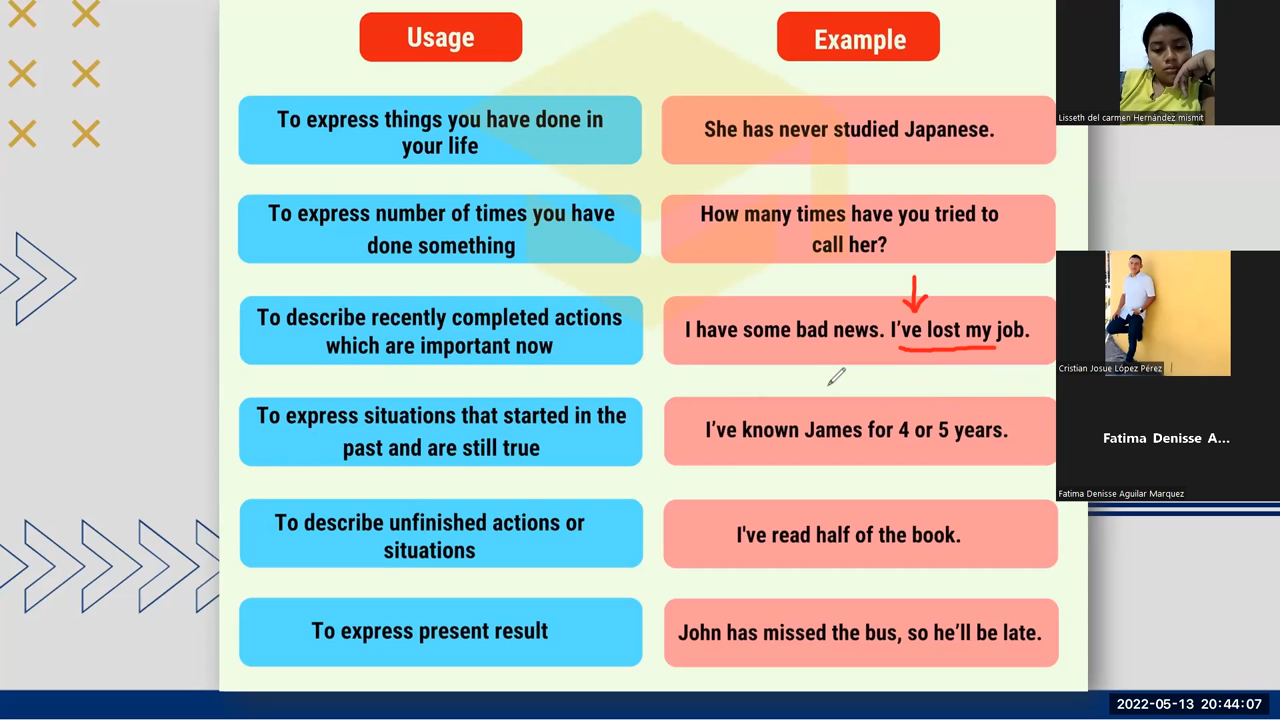 Usage
Example
To express things you have done in
your life
She has never studied Japanese.
To express number of times you have
done something
How many times have you tried to
call her?
To describe recently completed actions
which are important now
I have some bad news. I've lost my job.
To express situations that started in the
past and are still true
I've known James for 4 or 5 years.
To describe unfinished actions or
situations
I've read half of the book.
To express present result
John has missed the bus, so he'll be late.
Lisseth del carmen Hernández mismit
Cristian Josue López Pérez
Fatima Denisse A...
Fatima Denisse Aguilar Marquez
2022-05-13 20:44:07